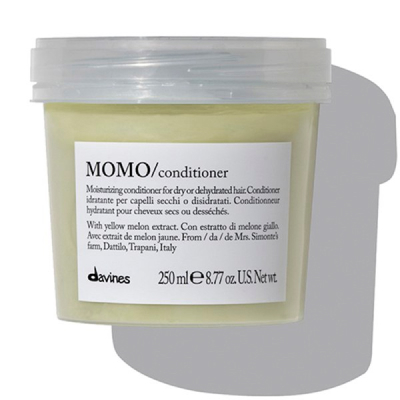 MOMO/conditioner
Moisturizing conditioner for dry or dehydrated hair. Conditioner
idratante per capelli secchi o disidratati. Conditionneur
hydratant pour cheveux secs ou desséchés.
With yellow melon extract. Con estratto di melone giallo.
Avec extrait de melon jaune. From / da / de Mrs. Simonte's
farm, Dattilo, Trapani, Italy
davines
250 ml ℮ 8.77 oz. U.S. Net wt.